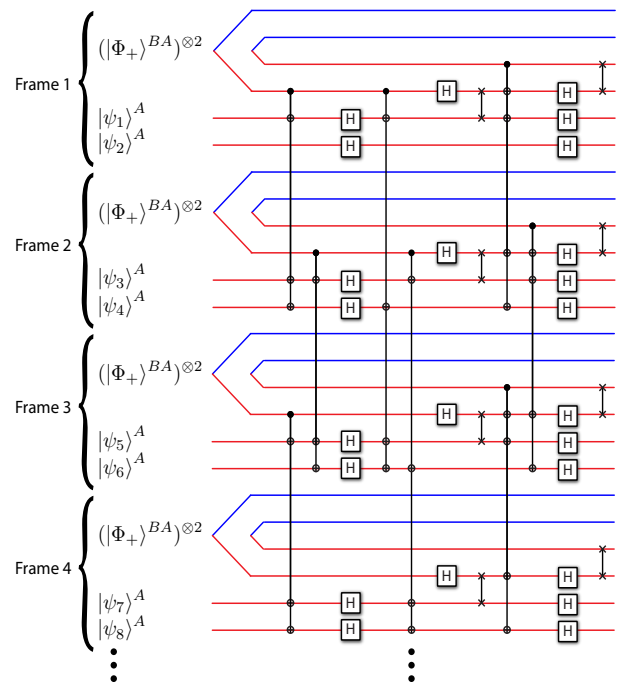 (|Φ₊⟩^{BA})^{⊗2}
Frame 1
H
|ψ₁⟩^A H H
|ψ₂⟩^A H H
(|Φ₊⟩^{BA})^{⊗2}
Frame 2
H H
|ψ₃⟩^A H H
|ψ₄⟩^A H H
(|Φ₊⟩^{BA})^{⊗2}
Frame 3
H H
|ψ₅⟩^A H H
|ψ₆⟩^A H H
(|Φ₊⟩^{BA})^{⊗2}
Frame 4
H H
|ψ₇⟩^A H H
|ψ₈⟩^A H H